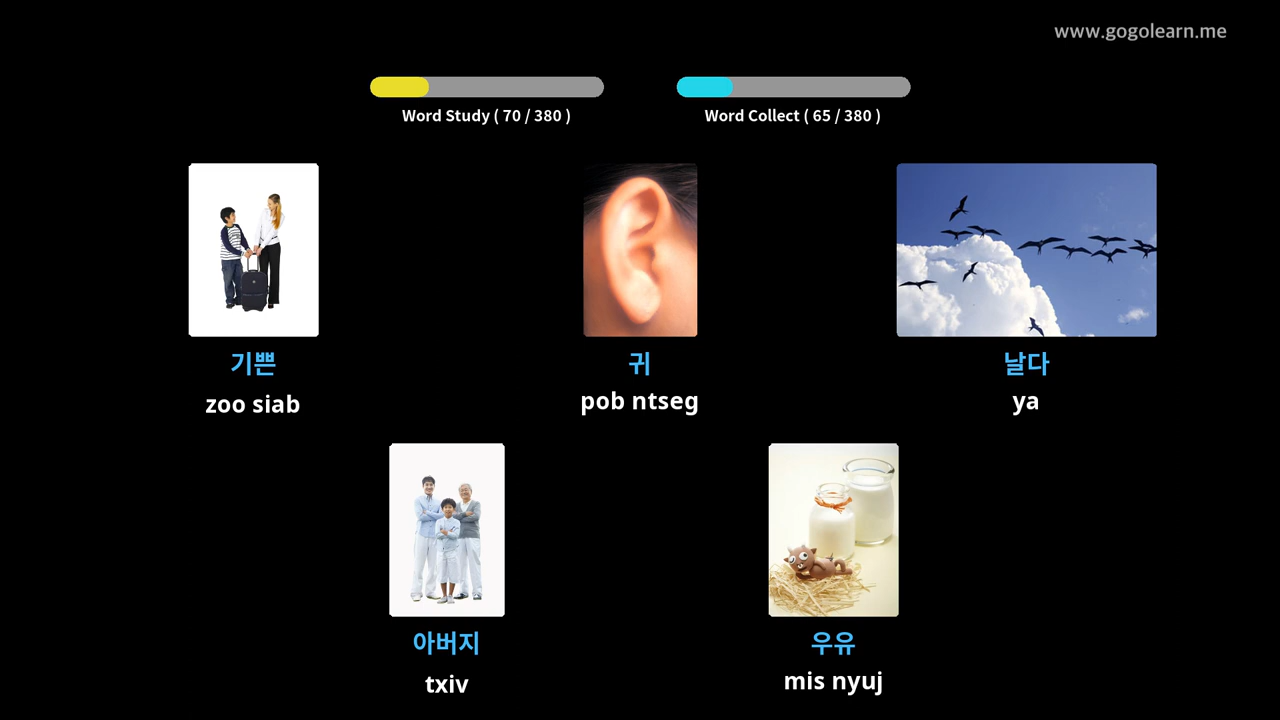 www.gogolearn.me
Word Study ( 70 / 380 )
Word Collect ( 65 / 380 )
기쁜
zoo siab
귀
pob ntseg
날다
ya
아버지
txiv
우유
mis nyuj